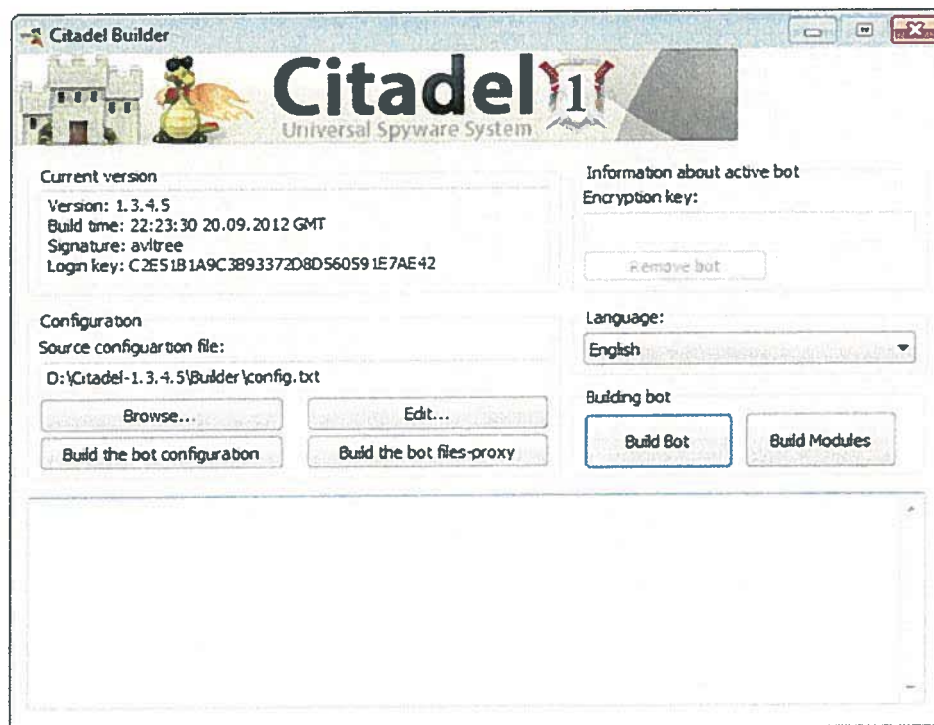 Citadel Builder
Citadel 1
Universal Spyware System
Current version
Version: 1.3.4.5
Build time: 22:23:30 20.09.2012 GMT
Signature: avltree
Login key: C2E51B1A9C3B93372D8D560591E7AE42
Information about active bot
Encryption key:
Remove bot
Configuration
Source configuartion file:
D:\Citadel-1.3.4.5\Builder\config.txt
Browse...
Edit...
Build the bot configuration
Build the bot files-proxy
Language:
English
Building bot
Build Bot
Build Modules